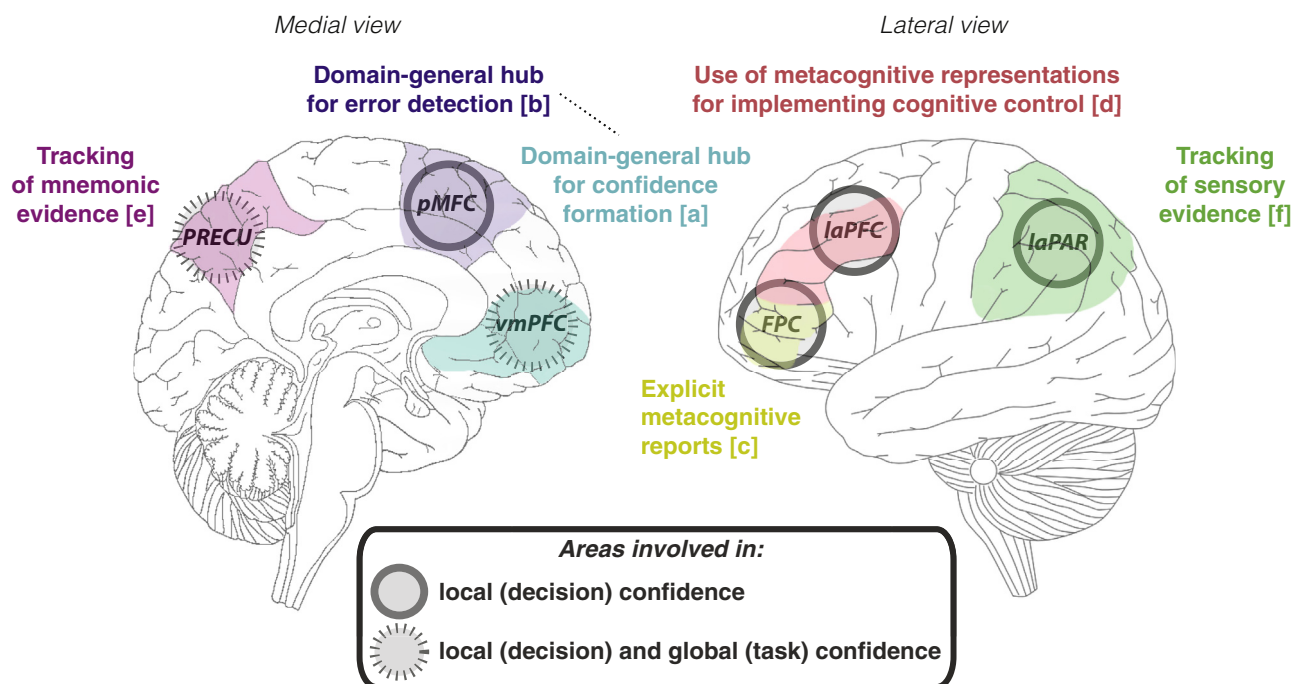 Medial view
Lateral view
Domain-general hub
for error detection [b]
Use of metacognitive representations
for implementing cognitive control [d]
Tracking
of mnemonic
evidence [e]
Domain-general hub
for confidence
formation [a]
Tracking
of sensory
evidence [f]
pMFC
PRECU
vmPFC
laPFC
laPAR
FPC
Explicit
metacognitive
reports [c]
Areas involved in:
local (decision) confidence
local (decision) and global (task) confidence